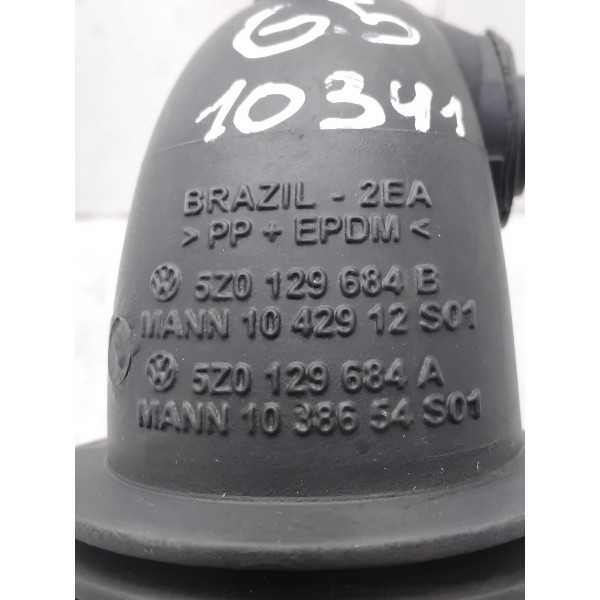 G5
10341
BRAZIL - 2EA
> PP + EPDM <
5Z0 129 684 B
MANN 10 429 12 S01
5Z0 129 684 A
MANN 10 386 54 S01